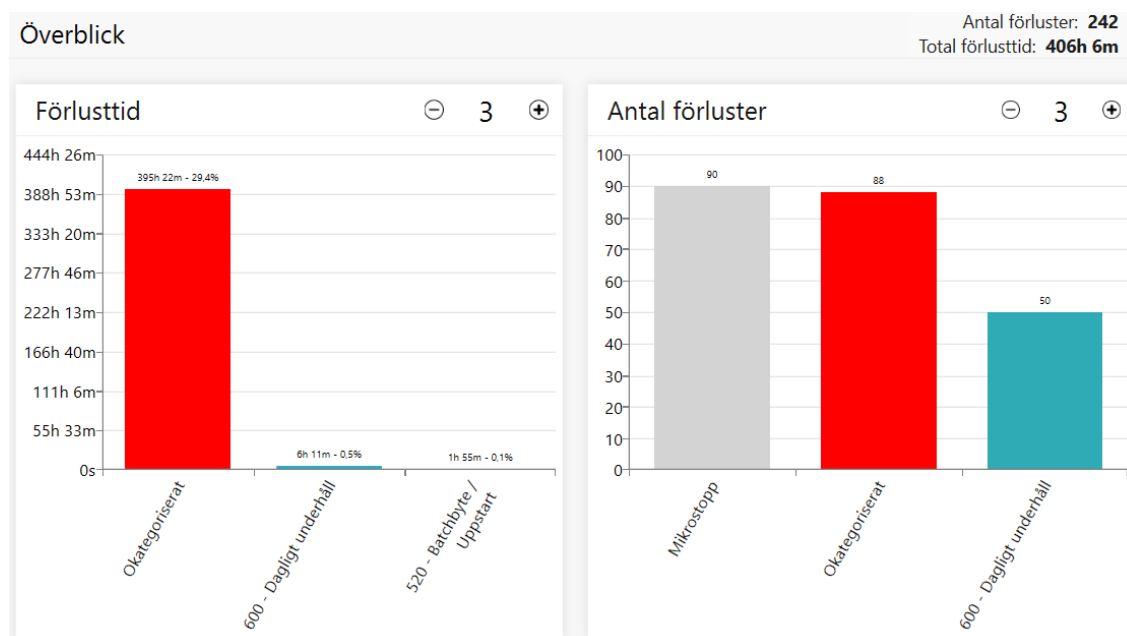 Överblick
Antal förluster: 242
Total förlusttid: 406h 6m
Förlusttid
3
444h 26m
388h 53m
333h 20m
277h 46m
222h 13m
166h 40m
111h 6m
55h 33m
0s
395h 22m - 29,4%
6h 11m - 0,5%
1h 55m - 0,1%
Okategoriserat
600 - Dagligt underhåll
520 - Batchbyte /
Uppstart
Antal förluster
3
100
90
80
70
60
50
40
30
20
10
0
90
88
50
Mikrostopp
Okategoriserat
600 - Dagligt underhåll